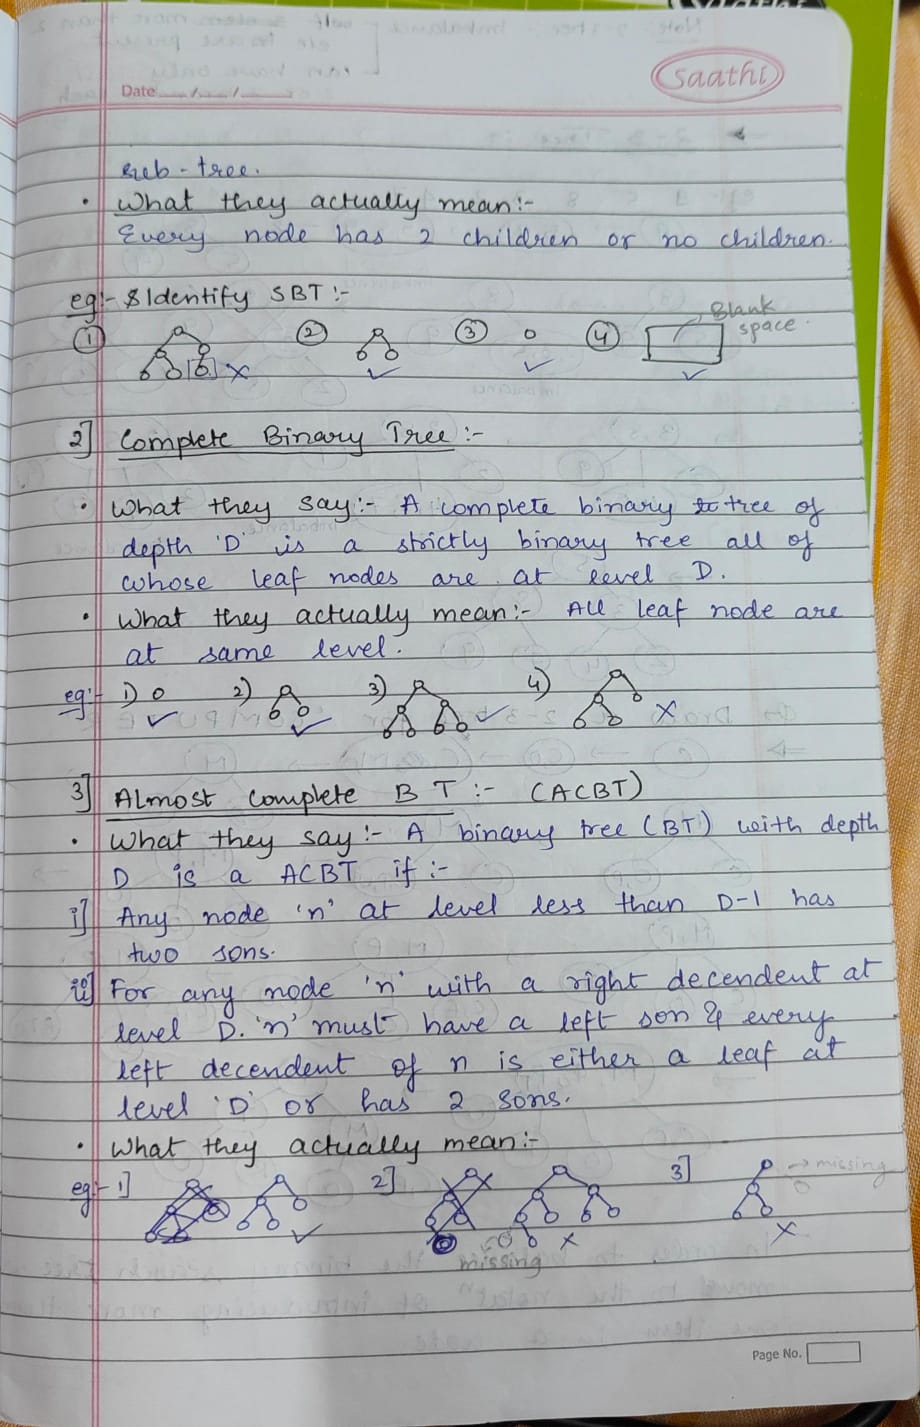 Saathi
Date
sub-tree.
• What they actually mean:-
Every node has 2 children or no children.
eg:- Identify SBT :-
① ② ③ ④ Blank space
2] Complete Binary Tree :-
• What they say:- A complete binary tree of
depth 'D' is a strictly binary tree all of
whose leaf nodes are at level D.
• What they actually mean:- All leaf node are
at same level.
eg:- 1) 2) 3) 4)
3] Almost Complete B T :- (ACBT)
• What they say:- A binary tree (BT) with depth
D is a ACBT if :-
i] Any node 'n' at level less than D-1 has
two sons.
ii] For any node 'n' with a right decendent at
level D. 'n' must have a left son & every
left decendent of n is either a leaf at
level 'D' or has 2 sons.
• What they actually mean:-
eg:- 1] 2] 3] → missing
missing
Page No.